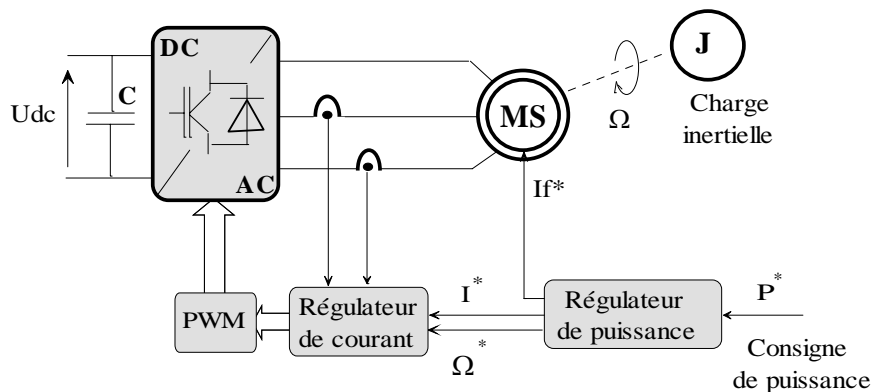 DC
J
Udc
C
MS
Ω
Charge
inertielle
AC
If*
PWM
Régulateur
de courant
I*
Ω*
Régulateur
de puissance
P*
Consigne
de puissance